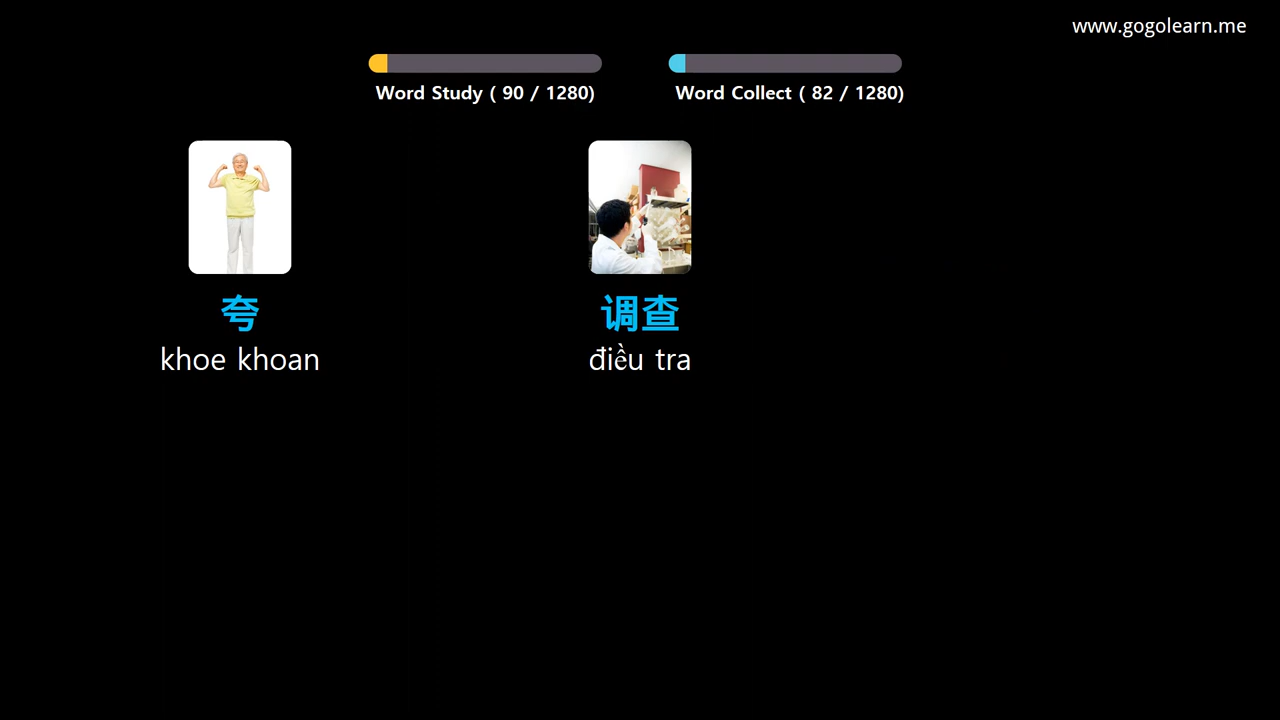 www.gogolearn.me
Word Study ( 90 / 1280)
Word Collect ( 82 / 1280)
夸
khoe khoan
调查
điều tra